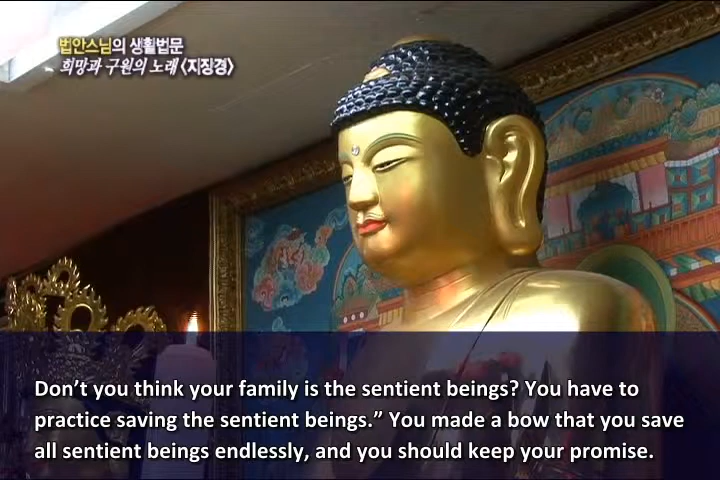 법안스님의 생활법문
희망과 구원의 노래 <지장경>
Don't you think your family is the sentient beings? You have to
practice saving the sentient beings.” You made a bow that you save
all sentient beings endlessly, and you should keep your promise.